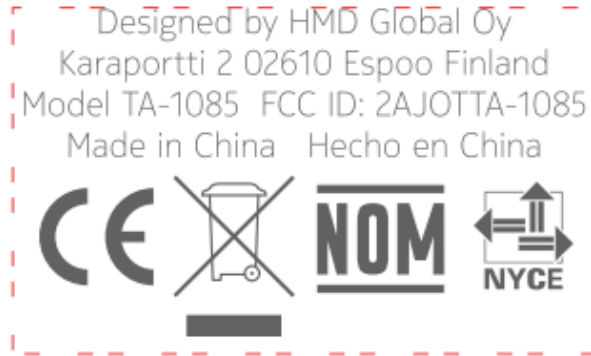 Designed by HMD Global Oy
Karaportti 2 02610 Espoo Finland
Model TA-1085 FCC ID: 2AJOTTA-1085
Made in China Hecho en China
CE NOM NYCE